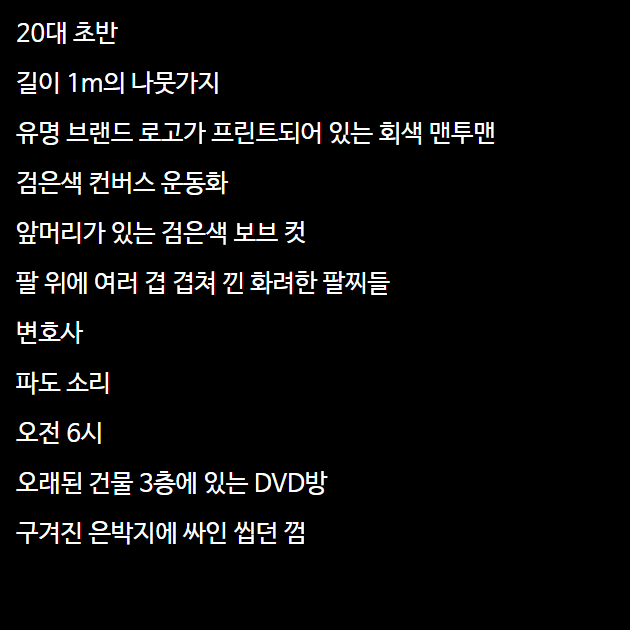 20대 초반
길이 1m의 나뭇가지
유명 브랜드 로고가 프린트되어 있는 회색 맨투맨
검은색 컨버스 운동화
앞머리가 있는 검은색 보브 컷
팔 위에 여러 겹 겹쳐 낀 화려한 팔찌들
변호사
파도 소리
오전 6시
오래된 건물 3층에 있는 DVD방
구겨진 은박지에 싸인 씹던 껌